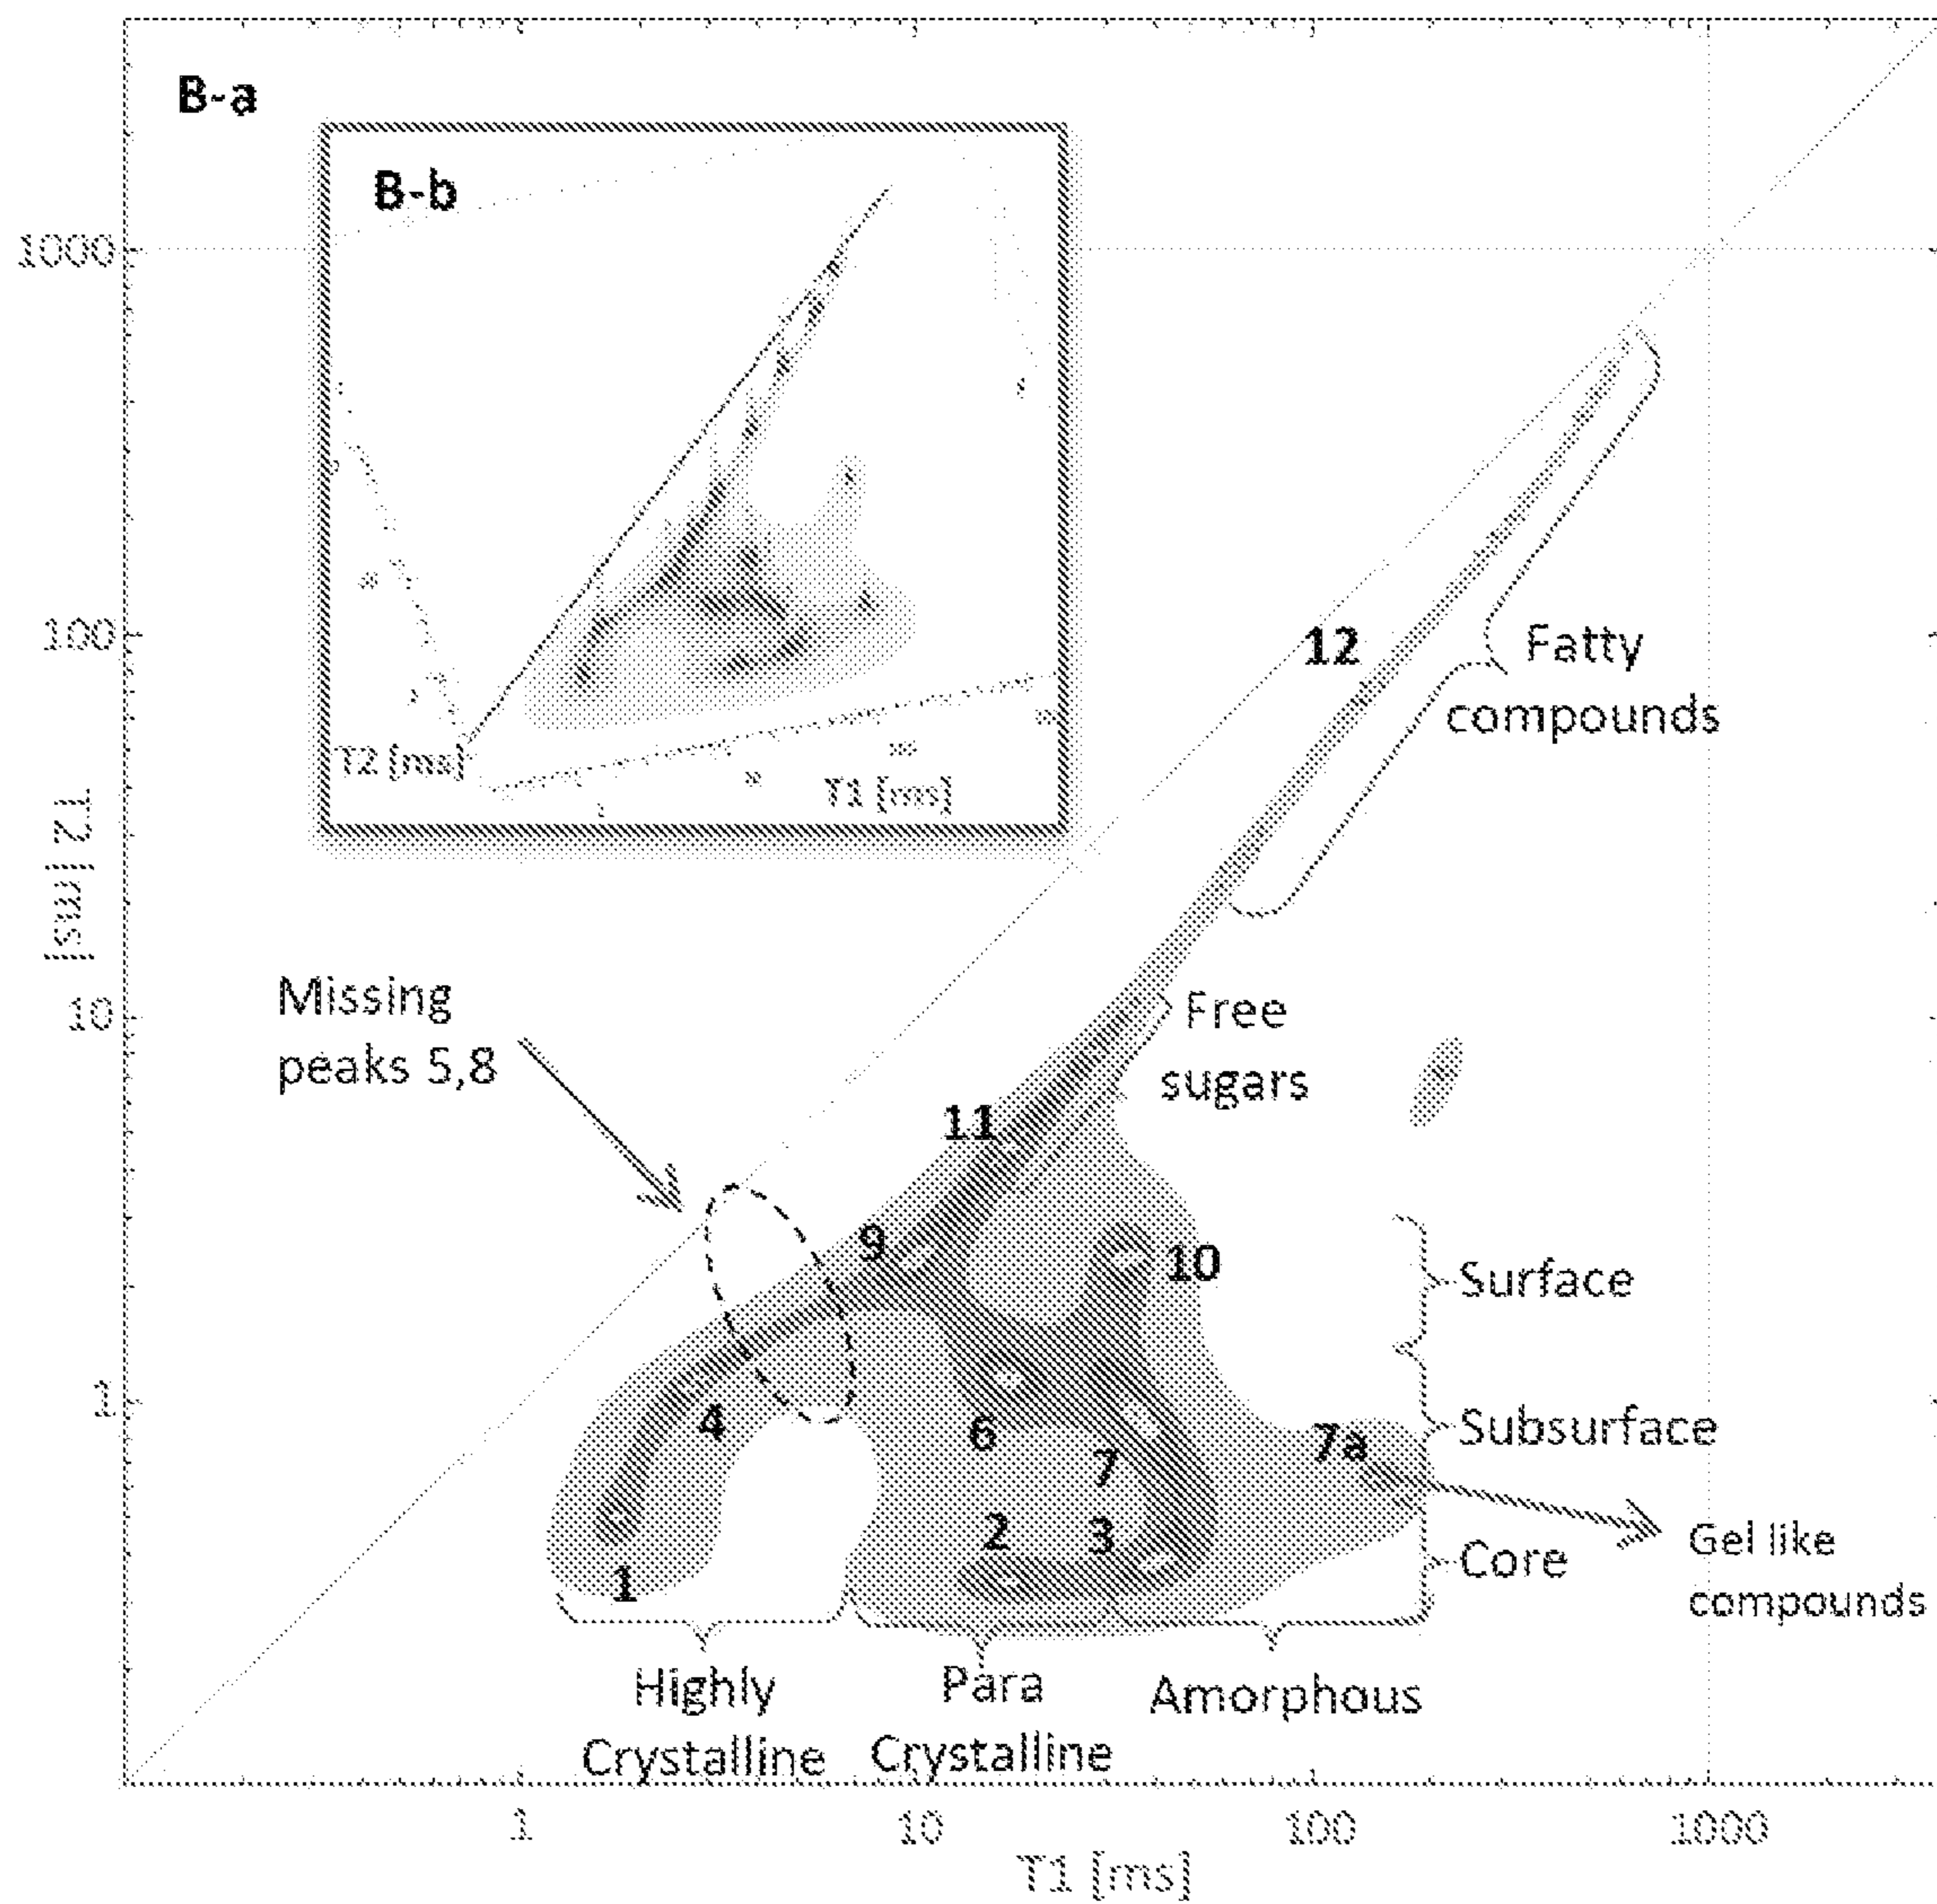 B-a
B-b
T2 [ms]
T1 [ms]
1000
100
10
1
T2 [ms]
12
Fatty
compounds
Missing
peaks 5,8
Free
sugars
11
9
10
Surface
4
6
7
7a
Subsurface
2
3
1
Core
Gel like
compounds
Highly
Crystalline
Para
Crystalline
Amorphous
1
10
100
1000
T1 [ms]